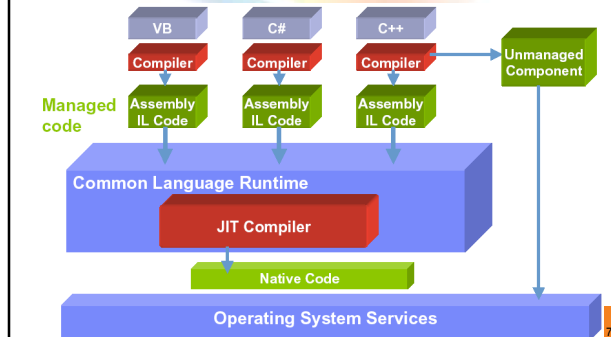 VB
C#
C++
Compiler
Compiler
Compiler
Unmanaged
Component
Managed
code
Assembly
IL Code
Assembly
IL Code
Assembly
IL Code
Common Language Runtime
JIT Compiler
Native Code
Operating System Services
7